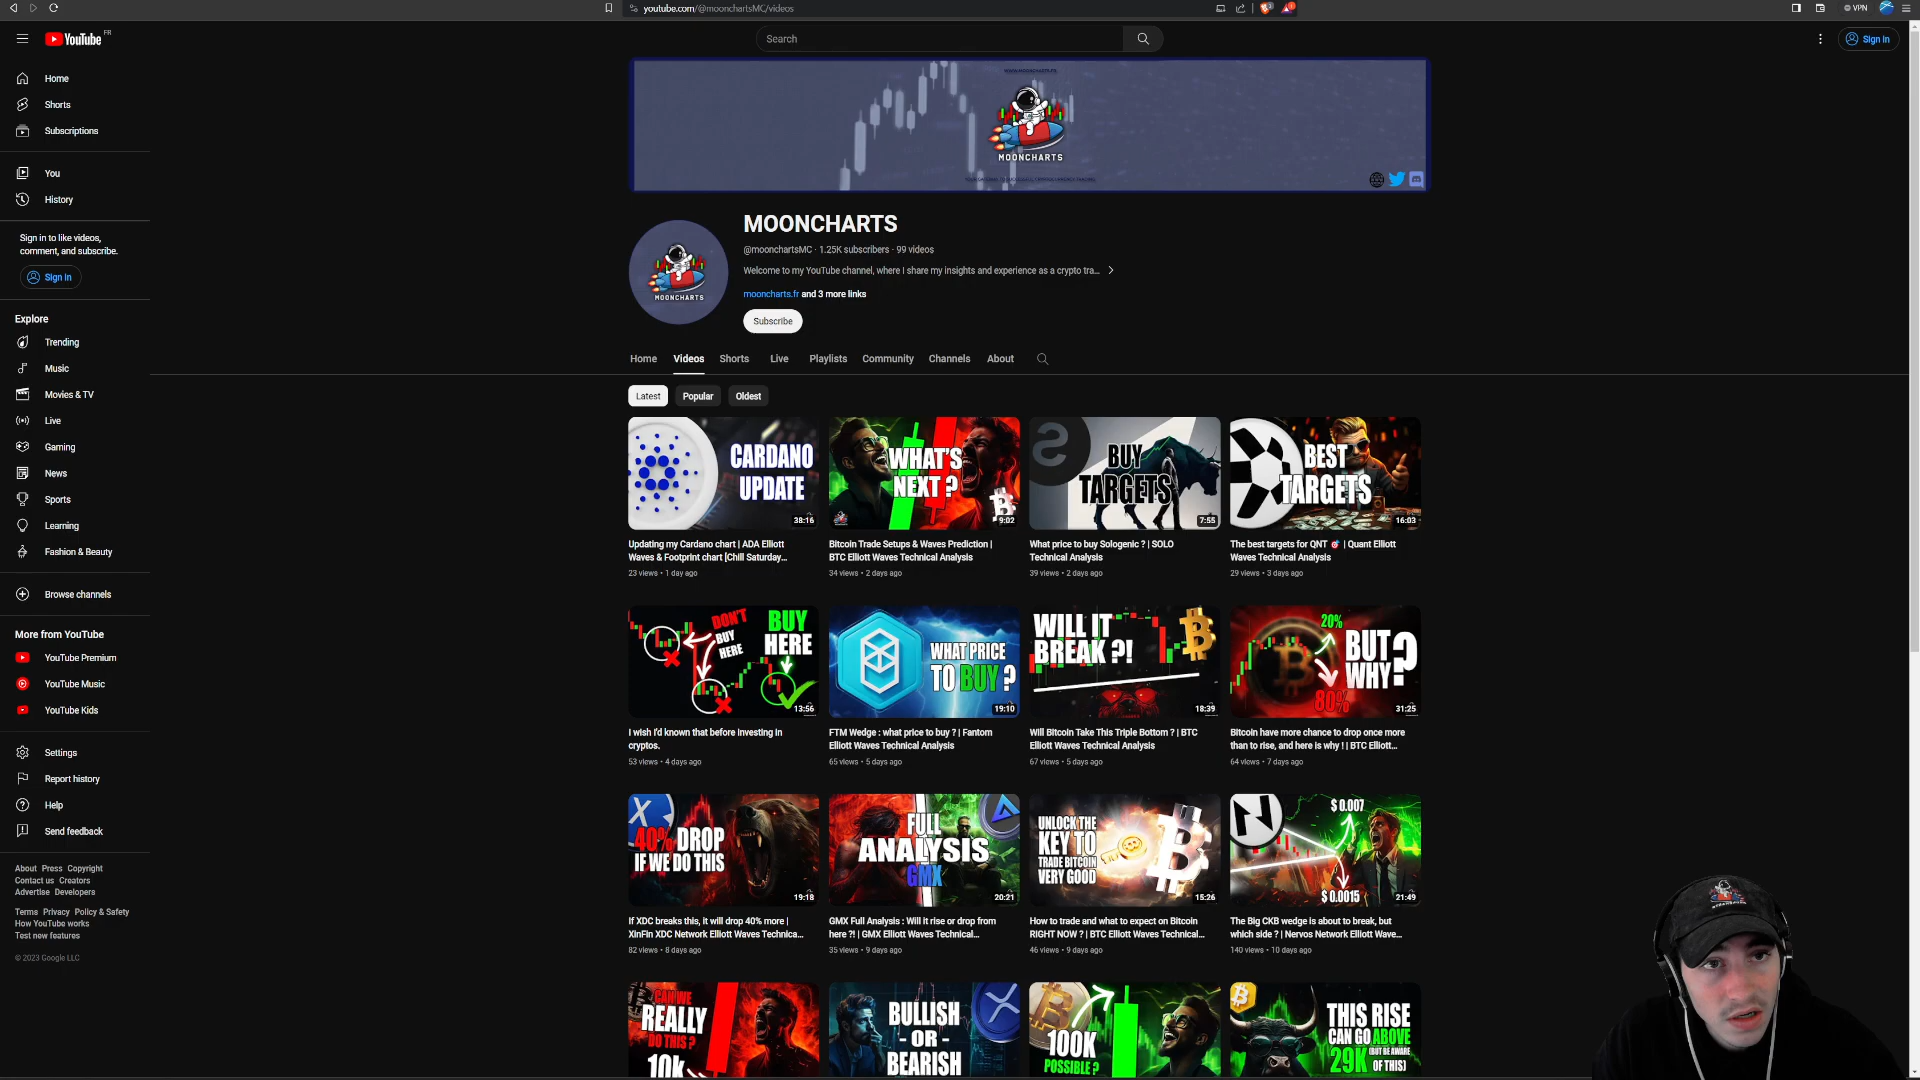 youtube.com/@moonchartsMC/videos
VPN
YouTube FR
Search
Sign in
Home
Shorts
Subscriptions
You
History
Sign in to like videos,
comment, and subscribe.
Sign in
Explore
Trending
Music
Movies & TV
Live
Gaming
News
Sports
Learning
Fashion & Beauty
Browse channels
More from YouTube
YouTube Premium
YouTube Music
YouTube Kids
Settings
Report history
Help
Send feedback
About Press Copyright
Contact us Creators
Advertise Developers
Terms Privacy Policy & Safety
How YouTube works
Test new features
© 2023 Google LLC
WWW.MOONCHARTS.FR
MOONCHARTS
MOONCHARTS
MOONCHARTS
@moonchartsMC · 1.25K subscribers · 99 videos
Welcome to my YouTube channel, where I share my insights and experience as a crypto tra...
mooncharts.fr and 3 more links
Subscribe
Home Videos Shorts Live Playlists Community Channels About
Latest Popular Oldest
CARDANO
UPDATE
38:16
Updating my Cardano chart | ADA Elliott
Waves & Footprint chart [Chill Saturday...
23 views • 1 day ago
WHAT'S
NEXT ?
9:02
Bitcoin Trade Setups & Waves Prediction |
BTC Elliott Waves Technical Analysis
34 views • 2 days ago
BUY
TARGETS
7:55
What price to buy Sologenic ? | SOLO
Technical Analysis
39 views • 2 days ago
BEST
TARGETS
16:03
The best targets for QNT 🎯 | Quant Elliott
Waves Technical Analysis
29 views • 3 days ago
DON'T
BUY
HERE
BUY
HERE
13:56
I wish I'd known that before investing in
cryptos.
53 views • 4 days ago
WHAT PRICE
TO BUY ?
19:10
FTM Wedge : what price to buy ? | Fantom
Elliott Waves Technical Analysis
65 views • 5 days ago
WILL IT
BREAK ?!
18:39
Will Bitcoin Take This Triple Bottom ? | BTC
Elliott Waves Technical Analysis
67 views • 5 days ago
20%
BUT
WHY?
80%
31:25
Bitcoin have more chance to drop once more
than to rise, and here is why ! | BTC Elliott...
64 views • 7 days ago
40% DROP
IF WE DO THIS
19:18
If XDC breaks this, it will drop 40% more |
XinFin XDC Network Elliott Waves Technica...
82 views • 8 days ago
FULL
ANALYSIS
GMX
20:21
GMX Full Analysis : Will it rise or drop from
here ?! | GMX Elliott Waves Technical...
35 views • 9 days ago
UNLOCK THE
KEY TO
TRADE BITCOIN
VERY GOOD
15:26
How to trade and what to expect on Bitcoin
RIGHT NOW ? | BTC Elliott Waves Technical...
46 views • 9 days ago
$ 0.007
$ 0.0015
21:49
The Big CKB wedge is about to break, but
which side ? | Nervos Network Elliott Wave...
140 views • 10 days ago
CAN WE
REALLY
DO THIS ?
10k
BULLISH
- OR -
BEARISH
100K
POSSIBLE ?
THIS RISE
CAN GO ABOVE
29K (BUT BE AWARE
OF THIS)